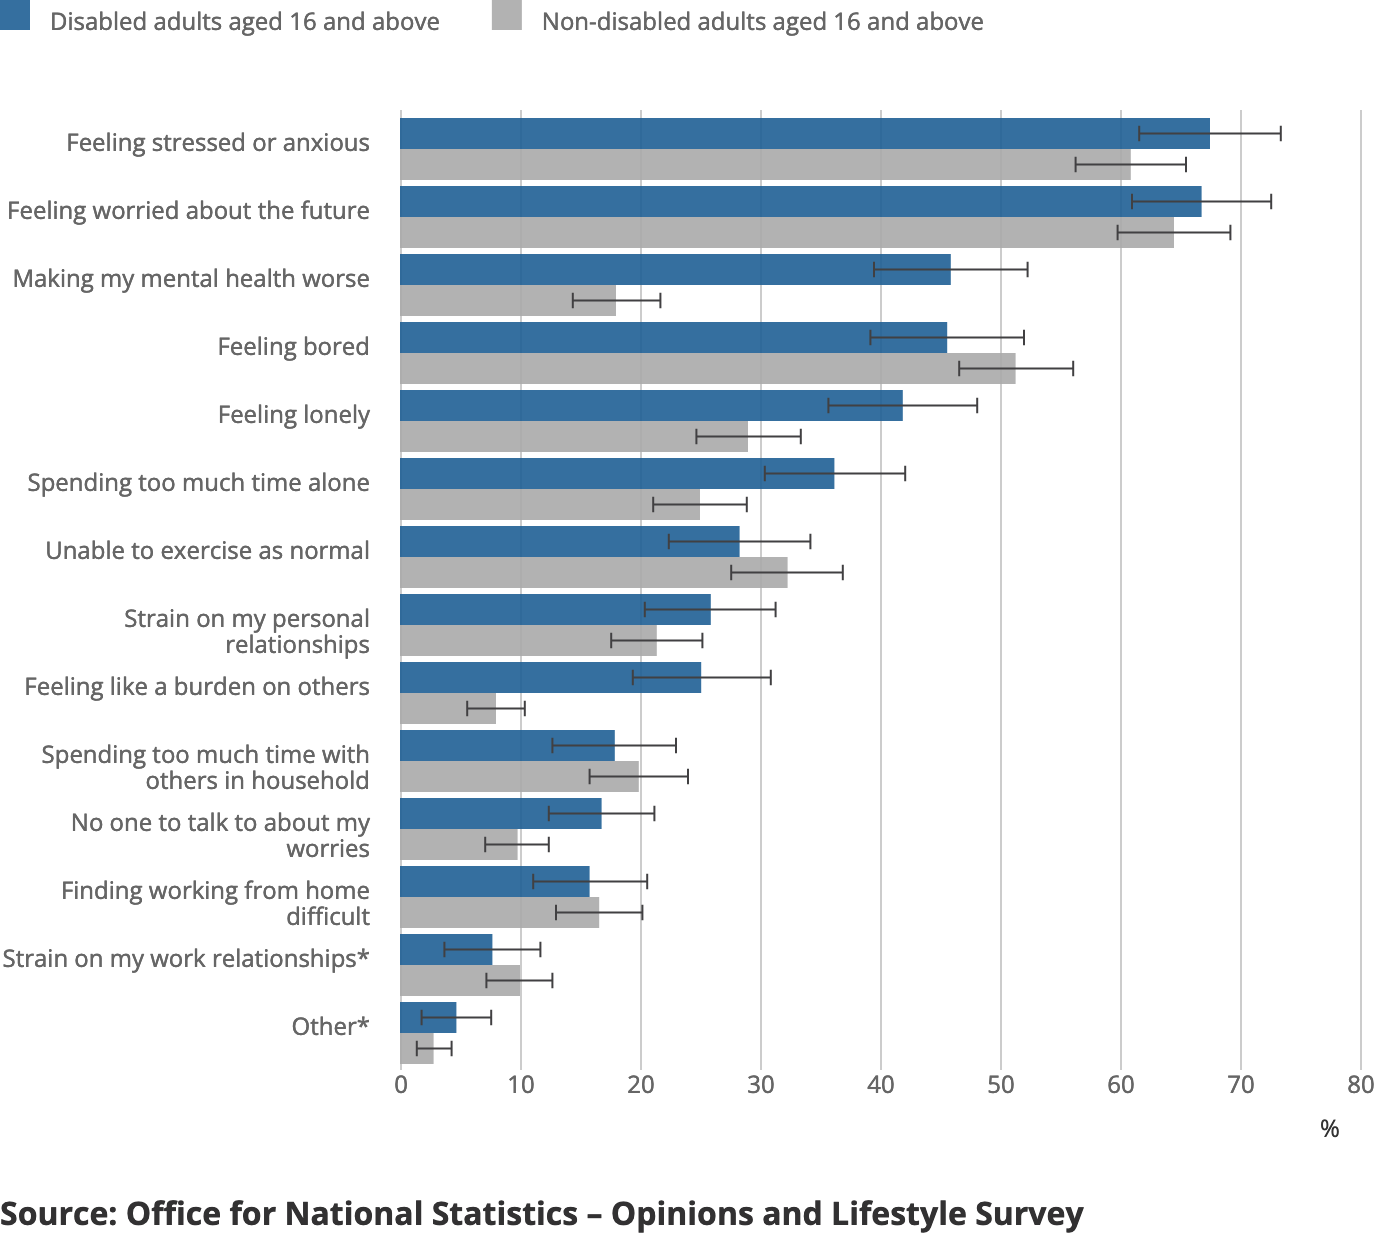 Disabled adults aged 16 and above
Non-disabled adults aged 16 and above
Feeling stressed or anxious
Feeling worried about the future
Making my mental health worse
Feeling bored
Feeling lonely
Spending too much time alone
Unable to exercise as normal
Strain on my personal
relationships
Feeling like a burden on others
Spending too much time with
others in household
No one to talk to about my
worries
Finding working from home
difficult
Strain on my work relationships*
Other*
0 10 20 30 40 50 60 70 80
%
Source: Office for National Statistics – Opinions and Lifestyle Survey